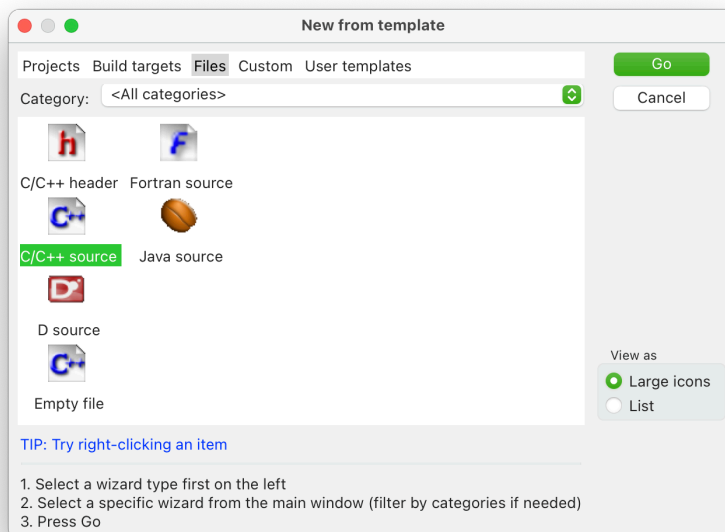 New from template
Projects Build targets Files Custom User templates
Go
Category: <All categories>
Cancel
h F
C/C++ header Fortran source
C++
C/C++ source Java source
D
D source
C++
Empty file
View as
Large icons
List
TIP: Try right-clicking an item
1. Select a wizard type first on the left
2. Select a specific wizard from the main window (filter by categories if needed)
3. Press Go